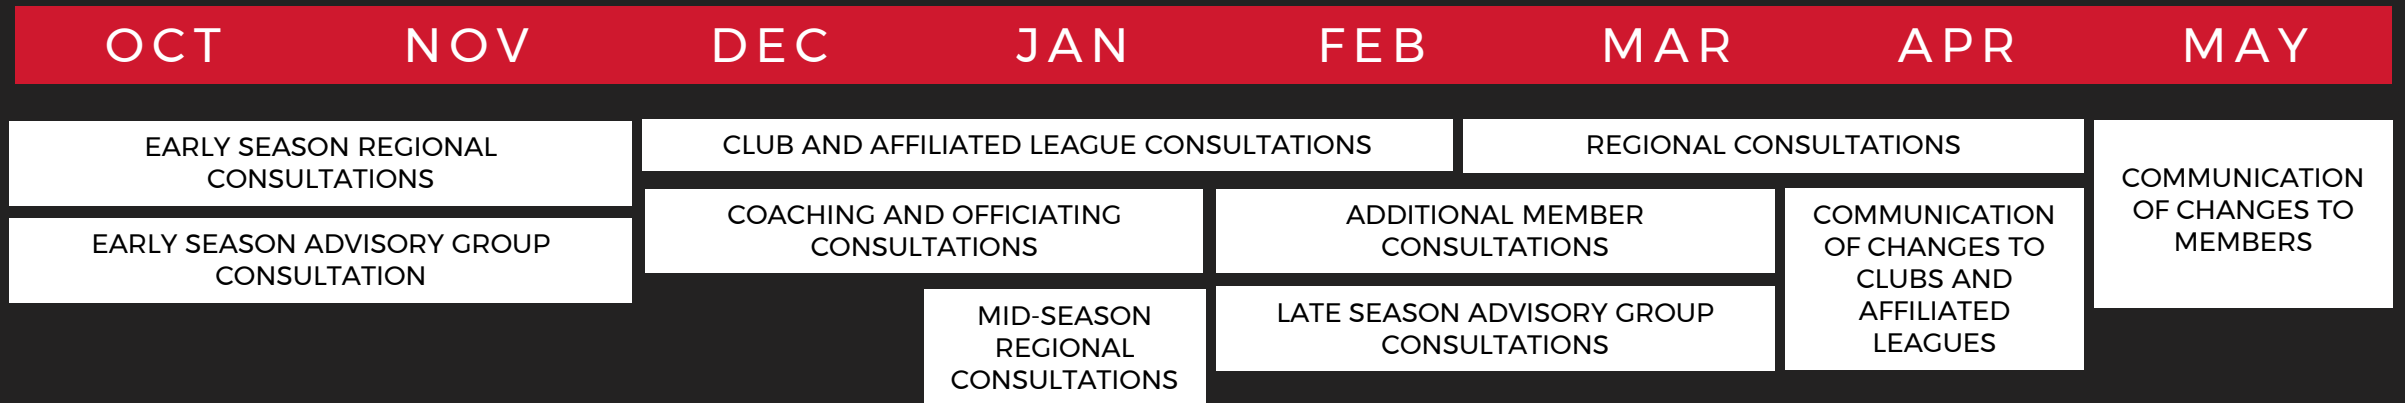 OCT NOV DEC JAN FEB MAR APR MAY
EARLY SEASON REGIONAL
CONSULTATIONS
EARLY SEASON ADVISORY GROUP
CONSULTATION
CLUB AND AFFILIATED LEAGUE CONSULTATIONS
REGIONAL CONSULTATIONS
COACHING AND OFFICIATING
CONSULTATIONS
ADDITIONAL MEMBER
CONSULTATIONS
MID-SEASON
REGIONAL
CONSULTATIONS
LATE SEASON ADVISORY GROUP
CONSULTATIONS
COMMUNICATION
OF CHANGES TO
CLUBS AND
AFFILIATED
LEAGUES
COMMUNICATION
OF CHANGES TO
MEMBERS